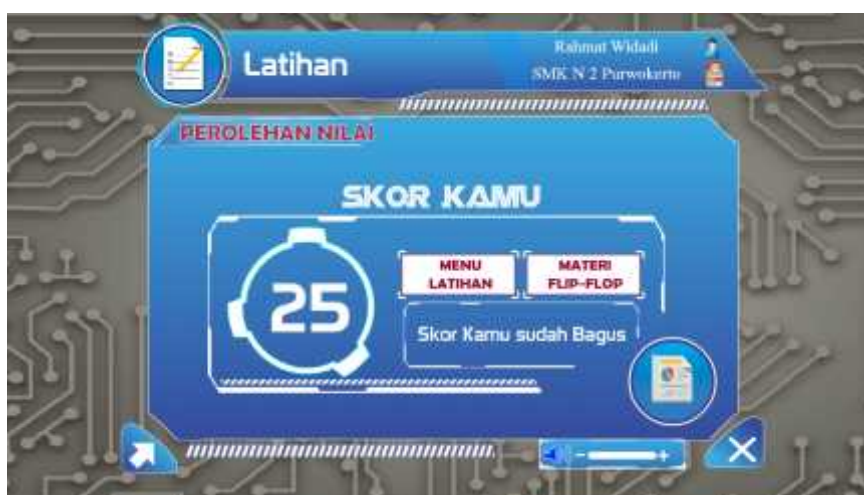 Latihan
Rahmat Widadi
SMK N 2 Purwokerto
PEROLEHAN NILAI
SKOR KAMU
25
MENU
LATIHAN
MATERI
FLIP-FLOP
Skor Kamu sudah Bagus